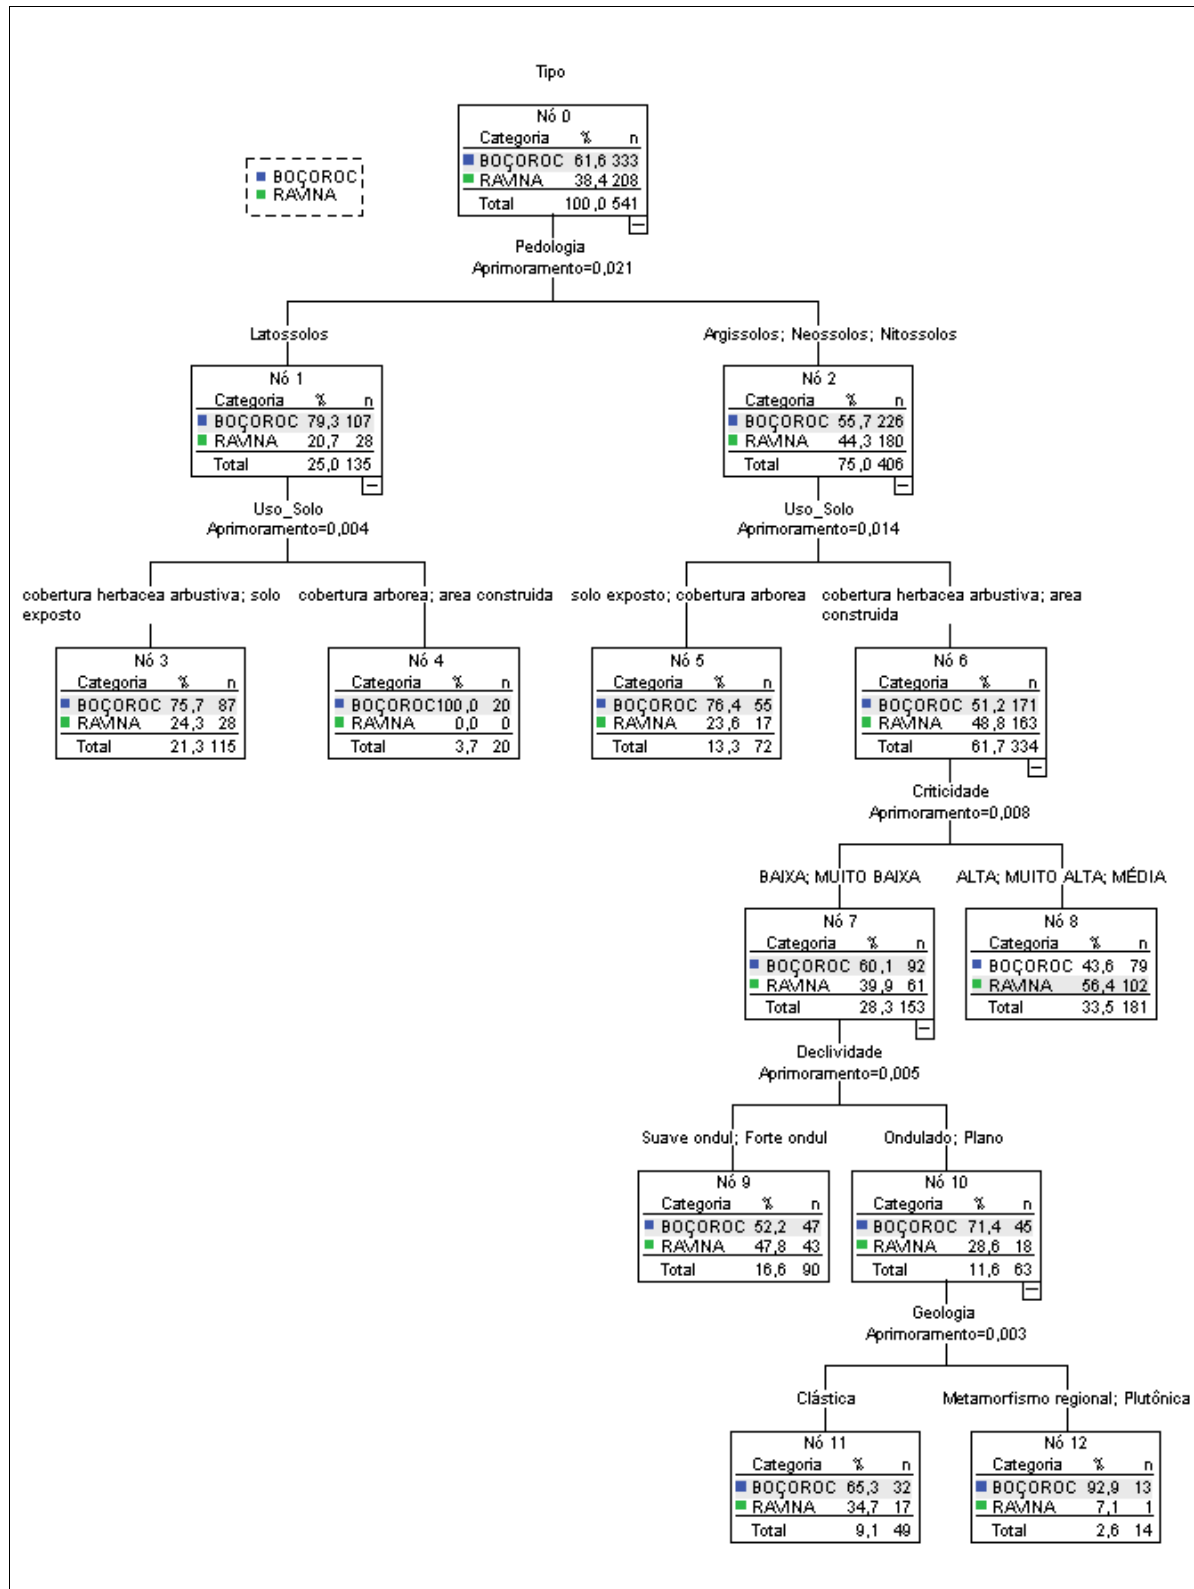 Tipo
BOÇOROC
RAVINA
Nó 0
Categoria % n
BOÇOROC 61,6 333
RAVINA 38,4 208
Total 100,0 541
Pedologia
Aprimoramento=0,021
Latossolos
Argissolos; Neossolos; Nitossolos
Nó 1
Categoria % n
BOÇOROC 79,3 107
RAVINA 20,7 28
Total 25,0 135
Nó 2
Categoria % n
BOÇOROC 55,7 226
RAVINA 44,3 180
Total 75,0 406
Uso_Solo
Aprimoramento=0,004
Uso_Solo
Aprimoramento=0,014
cobertura herbacea arbustiva; solo
exposto
cobertura arborea; area construida
solo exposto; cobertura arborea
cobertura herbacea arbustiva; area
construida
Nó 3
Categoria % n
BOÇOROC 75,7 87
RAVINA 24,3 28
Total 21,3 115
Nó 4
Categoria % n
BOÇOROC 100,0 20
RAVINA 0,0 0
Total 3,7 20
Nó 5
Categoria % n
BOÇOROC 76,4 55
RAVINA 23,6 17
Total 13,3 72
Nó 6
Categoria % n
BOÇOROC 51,2 171
RAVINA 48,8 163
Total 61,7 334
Criticidade
Aprimoramento=0,008
BAIXA; MUITO BAIXA
ALTA; MUITO ALTA; MÉDIA
Nó 7
Categoria % n
BOÇOROC 60,1 92
RAVINA 39,9 61
Total 28,3 153
Nó 8
Categoria % n
BOÇOROC 43,6 79
RAVINA 56,4 102
Total 33,5 181
Declividade
Aprimoramento=0,005
Suave ondul; Forte ondul
Ondulado; Plano
Nó 9
Categoria % n
BOÇOROC 52,2 47
RAVINA 47,8 43
Total 16,6 90
Nó 10
Categoria % n
BOÇOROC 71,4 45
RAVINA 28,6 18
Total 11,6 63
Geologia
Aprimoramento=0,003
Clástica
Metamorfismo regional; Plutônica
Nó 11
Categoria % n
BOÇOROC 65,3 32
RAVINA 34,7 17
Total 9,1 49
Nó 12
Categoria % n
BOÇOROC 92,9 13
RAVINA 7,1 1
Total 2,6 14